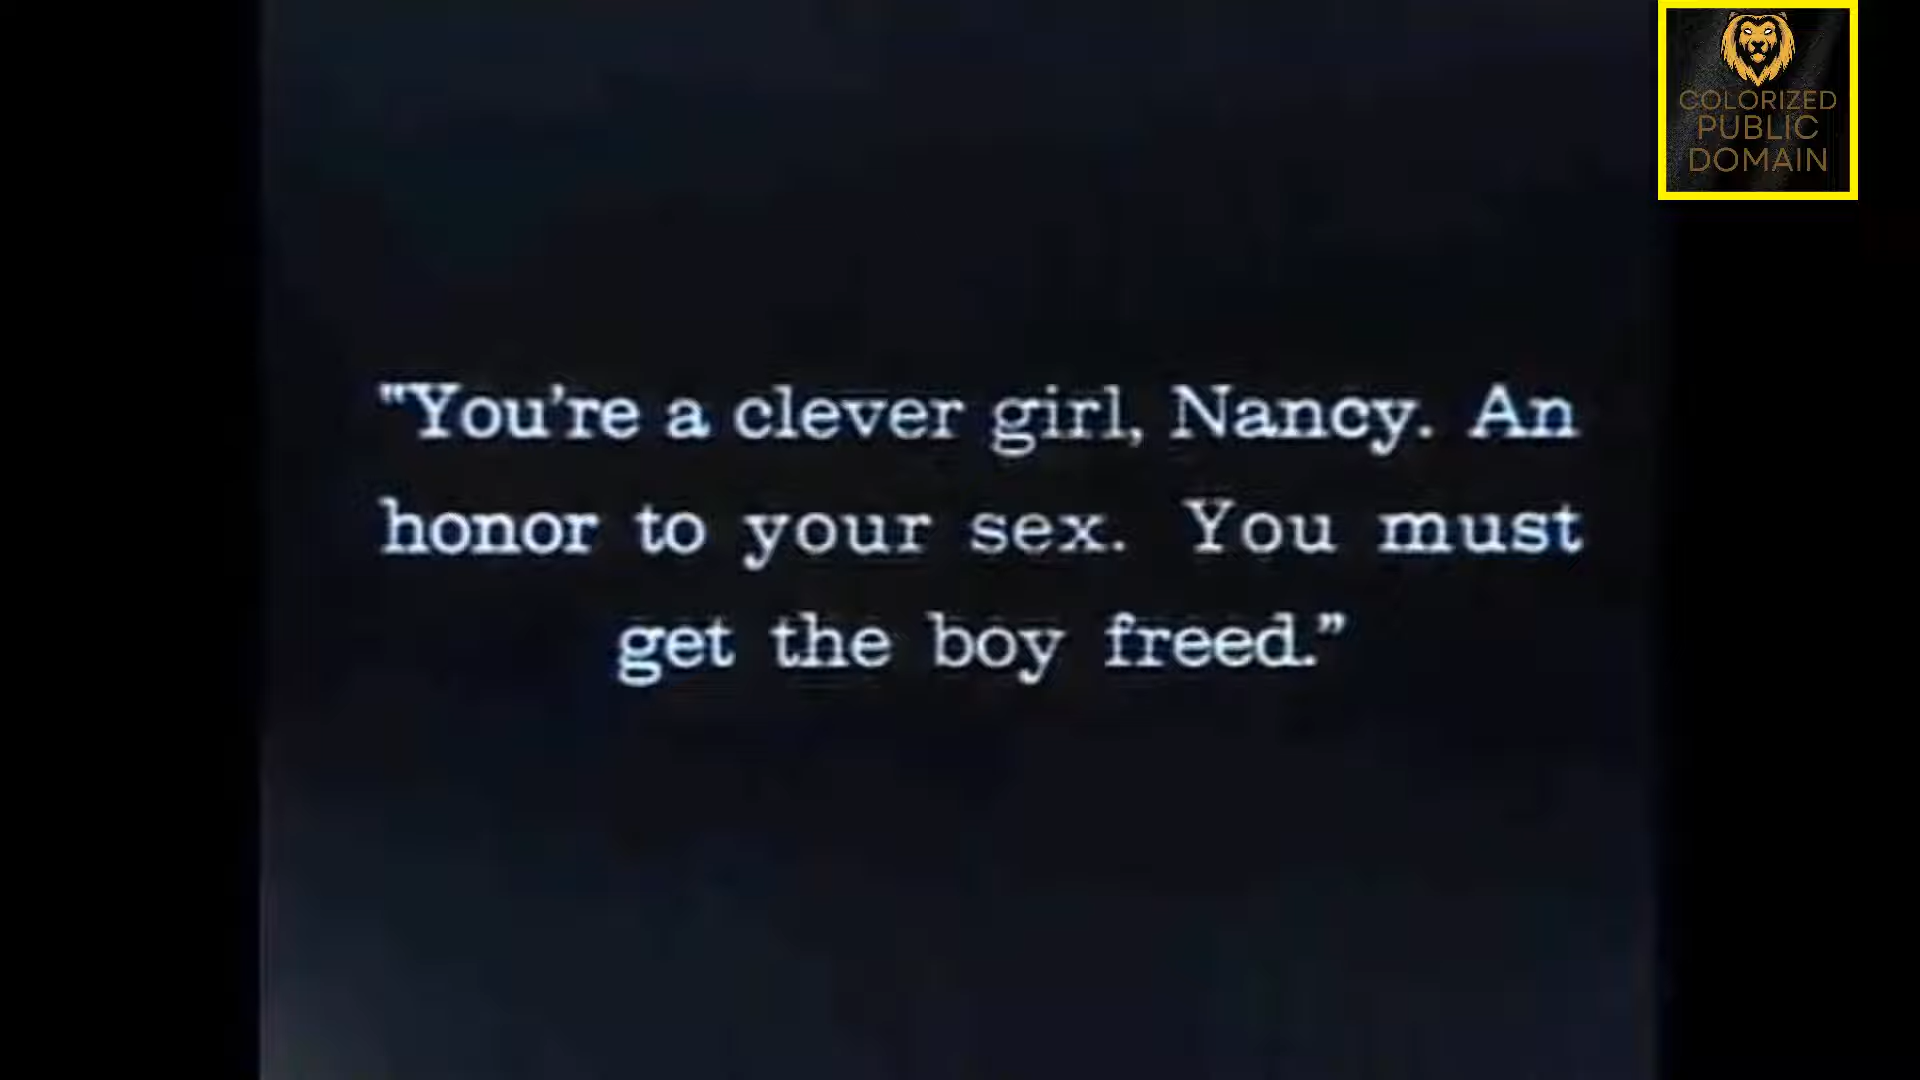 COLORIZED
PUBLIC
DOMAIN
"You're a clever girl, Nancy. An
honor to your sex. You must
get the boy freed."